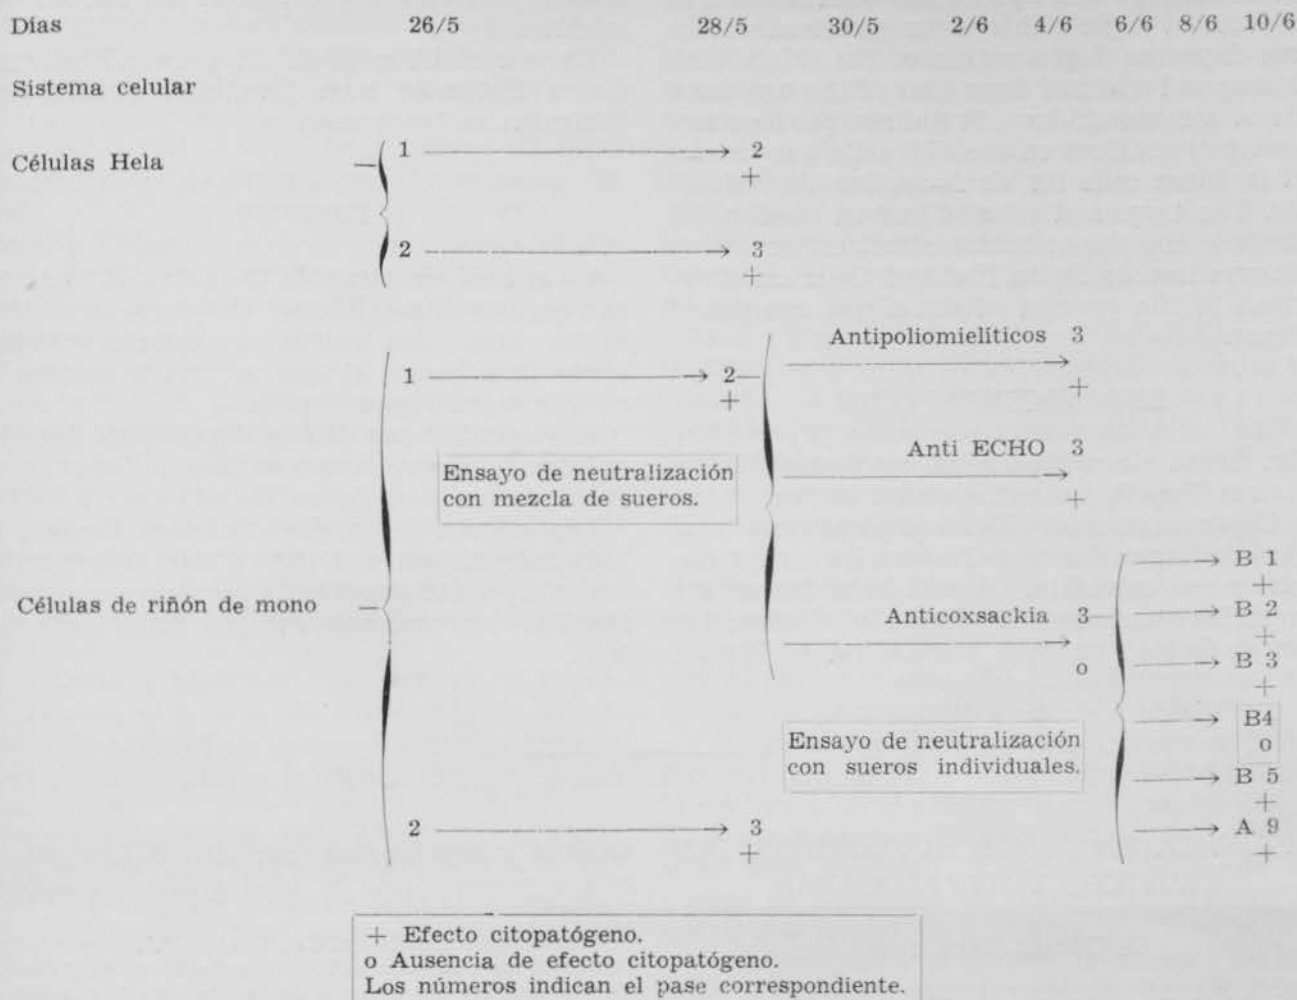 Días 26/5 28/5 30/5 2/6 4/6 6/6 8/6 10/6
Sistema celular
Células Hela 1 2
+
2 3
+
Antipoliomielíticos 3
1 2 +
+
Anti ECHO 3
+
Ensayo de neutralización
con mezcla de sueros.
B 1
+
Células de riñón de mono Anticoxsackia 3 B 2
o +
B 3
+
B4
o
Ensayo de neutralización
con sueros individuales.
B 5
+
2 3 A 9
+ +
+ Efecto citopatógeno.
o Ausencia de efecto citopatógeno.
Los números indican el pase correspondiente.